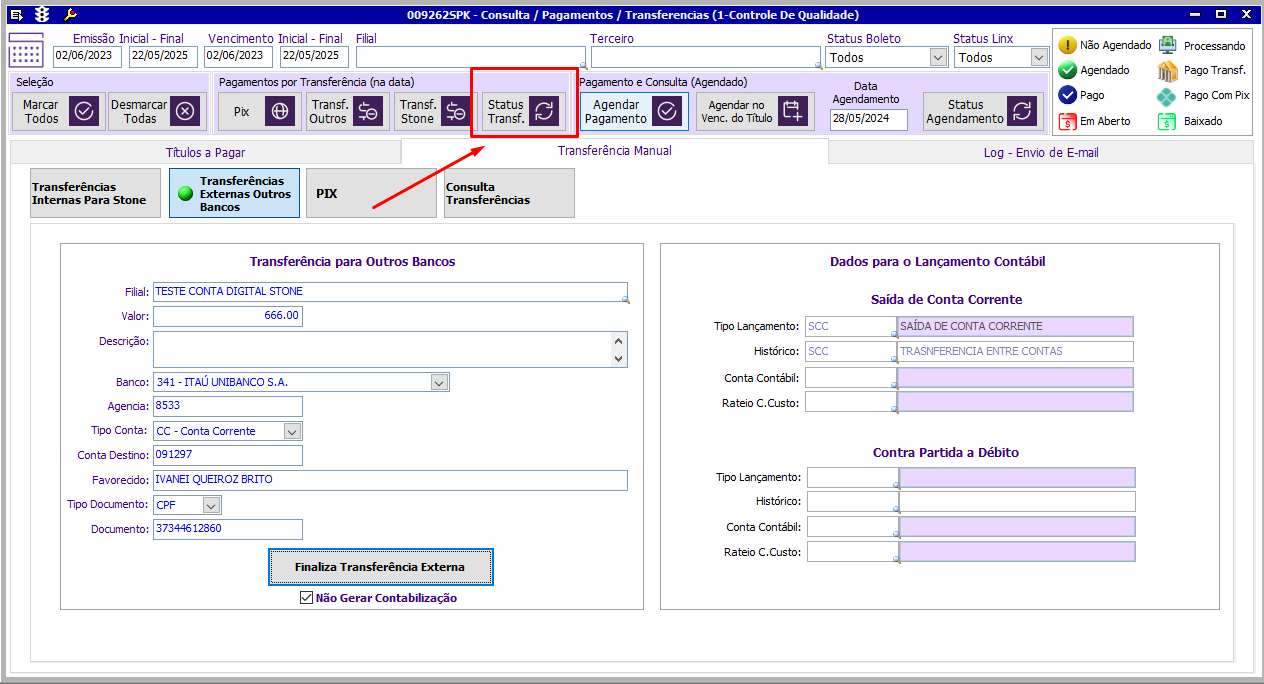 009262SPK - Consulta / Pagamentos / Transferencias (1-Controle De Qualidade)
Emissão Inicial - Final
Vencimento Inicial - Final
Filial
Terceiro
Status Boleto
Status Linx
02/06/2023
22/05/2025
02/06/2023
22/05/2025
Todos
Todos
Não Agendado
Processando
Agendado
Pago Transf.
Pago
Pago Com Pix
Em Aberto
Baixado
Seleção
Marcar
Todos
Desmarcar
Todas
Pagamentos por Transferência (na data)
Pix
Transf.
Outros
Transf.
Stone
Status
Transf.
Pagamento e Consulta (Agendado)
Agendar
Pagamento
Agendar no
Venc. do Título
Data
Agendamento
28/05/2024
Status
Agendamento
Títulos a Pagar
Transferência Manual
Log - Envio de E-mail
Transferências
Internas Para Stone
Transferências
Externas Outros
Bancos
PIX
Consulta
Transferências
Transferência para Outros Bancos
Filial: TESTE CONTA DIGITAL STONE
Valor: 666.00
Descrição:
Banco: 341 - ITAÚ UNIBANCO S.A.
Agencia: 8533
Tipo Conta: CC - Conta Corrente
Conta Destino: 091297
Favorecido: IVANEI QUEIROZ BRITO
Tipo Documento: CPF
Documento: 37344612860
Finaliza Transferência Externa
Não Gerar Contabilização
Dados para o Lançamento Contábil
Saída de Conta Corrente
Tipo Lançamento: SCC SAÍDA DE CONTA CORRENTE
Histórico: SCC TRASNFERENCIA ENTRE CONTAS
Conta Contábil:
Rateio C.Custo:
Contra Partida a Débito
Tipo Lançamento:
Histórico:
Conta Contábil:
Rateio C.Custo: